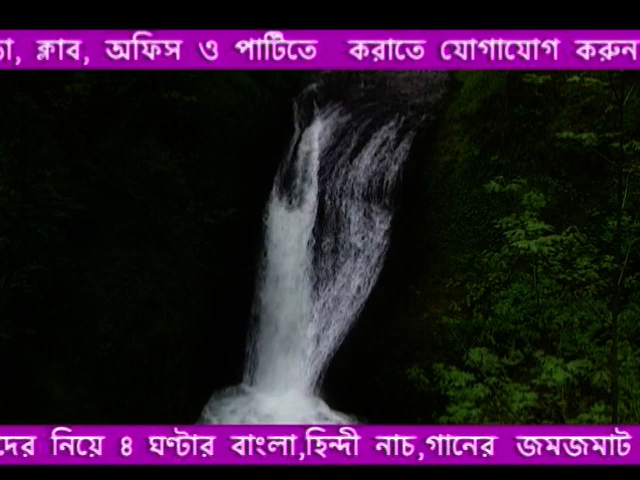 ক্লাব, অফিস ও পার্টিতে করাতে যোগাযোগ করুন
দের নিয়ে ৪ ঘণ্টার বাংলা,হিন্দী নাচ,গানের জমজমাট